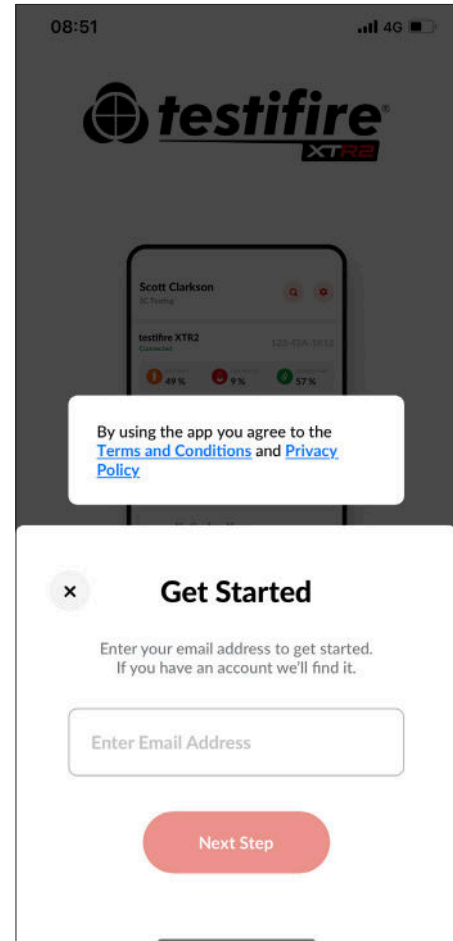 08:51 4G
testifire®
XTR2
Scott Clarkson
SC Testing
testifire XTR2
Connected
49% 9% 57%
By using the app you agree to the
Terms and Conditions and Privacy
Policy
×
Get Started
Enter your email address to get started.
If you have an account we'll find it.
Enter Email Address
Next Step